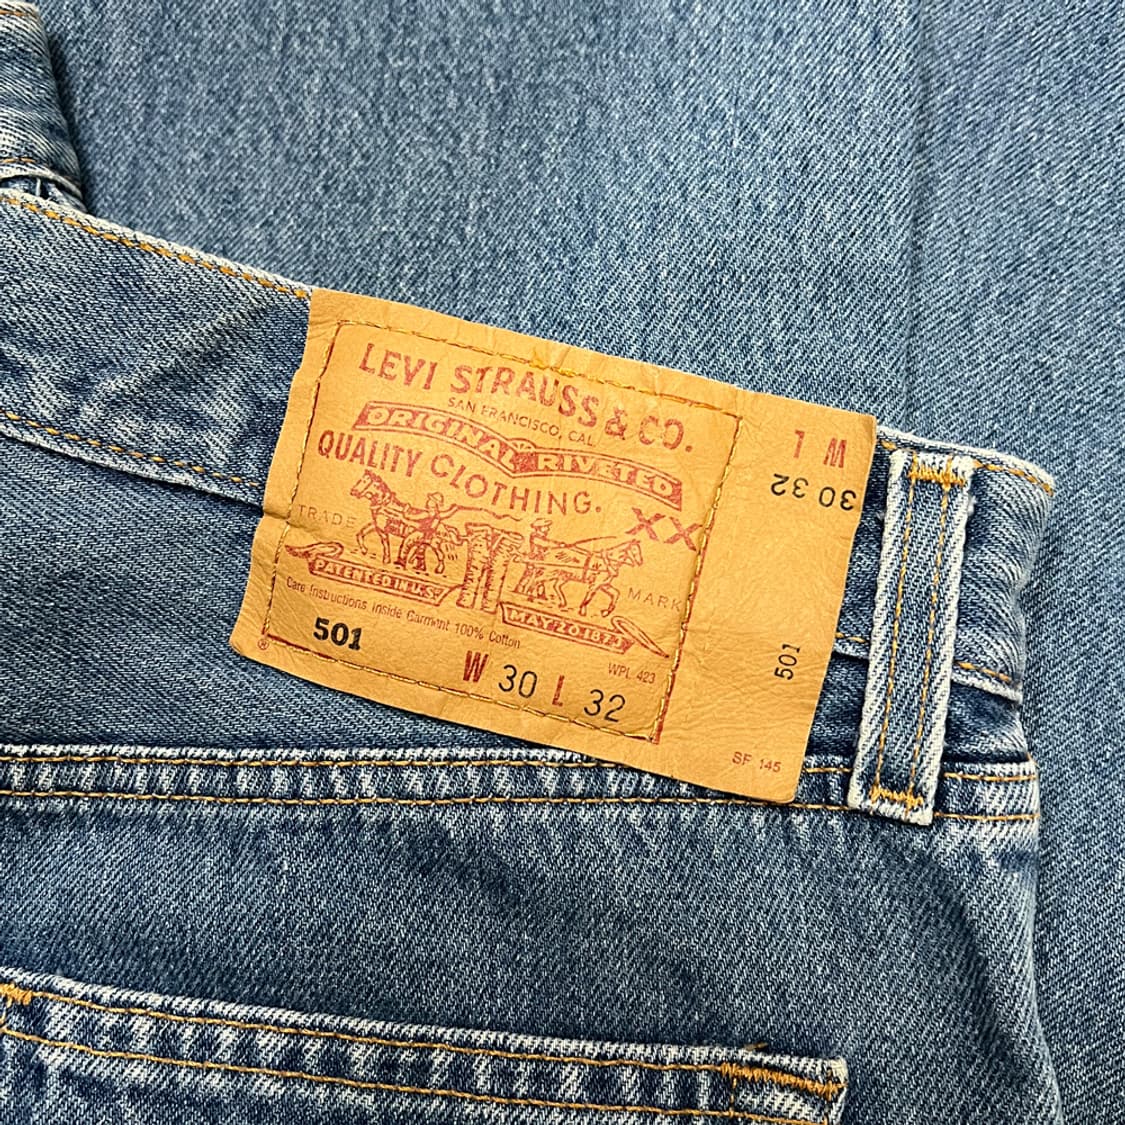 LEVI STRAUSS & CO.
SAN FRANCISCO, CAL.
ORIGINAL RIVETED
QUALITY CLOTHING.
XX
TRADE MARK
PATENTED IN U.S.
MAY 20 1873
Care Instructions Inside Garment 100% Cotton
WPL 423
501
W 30 L 32
®
W L
30 32
501
SF 145